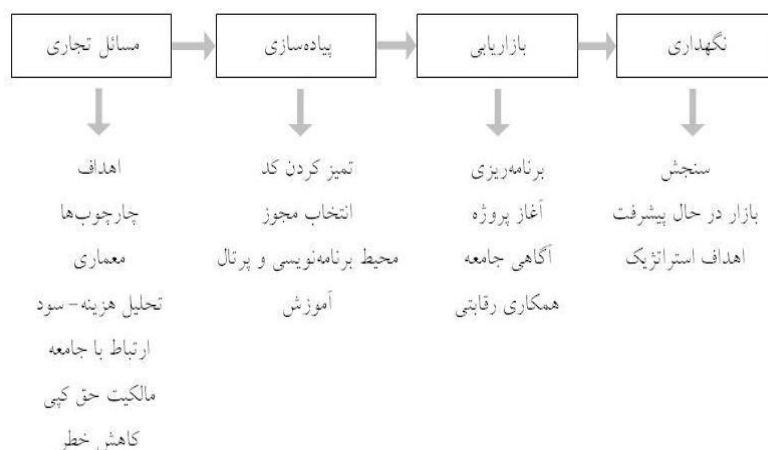 مسائل تجاری
پیاده‌سازی
بازاریابی
نگهداری
اهداف
چارچوب‌ها
معماری
تحلیل هزینه - سود
ارتباط با جامعه
مالکیت حق کپی
کاهش خطر
تمیز کردن کد
انتخاب مجوز
محیط برنامه‌نویسی و پرتال
آموزش
برنامه‌ریزی
آغاز پروژه
آگاهی جامعه
همکاری رقابتی
سنجش
بازار در حال پیشرفت
اهداف استراتژیک